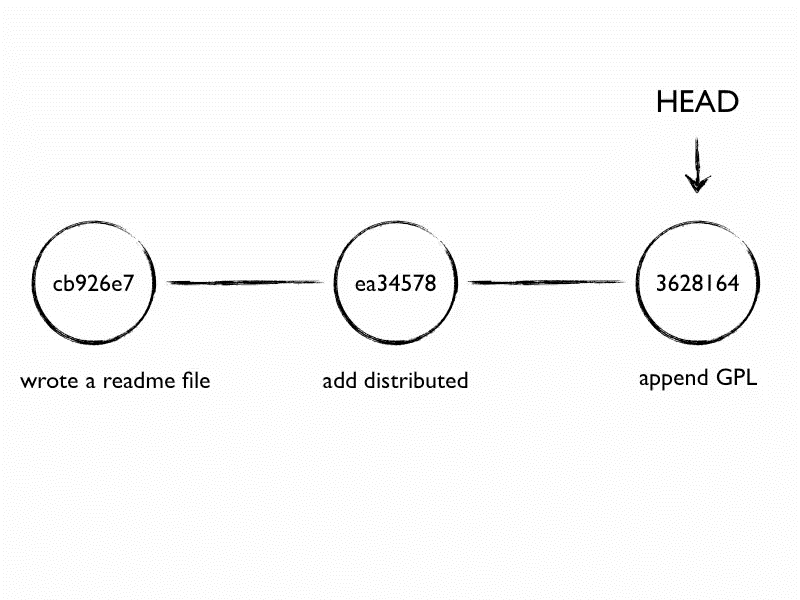 HEAD
cb926e7
ea34578
3628164
wrote a readme file
add distributed
append GPL